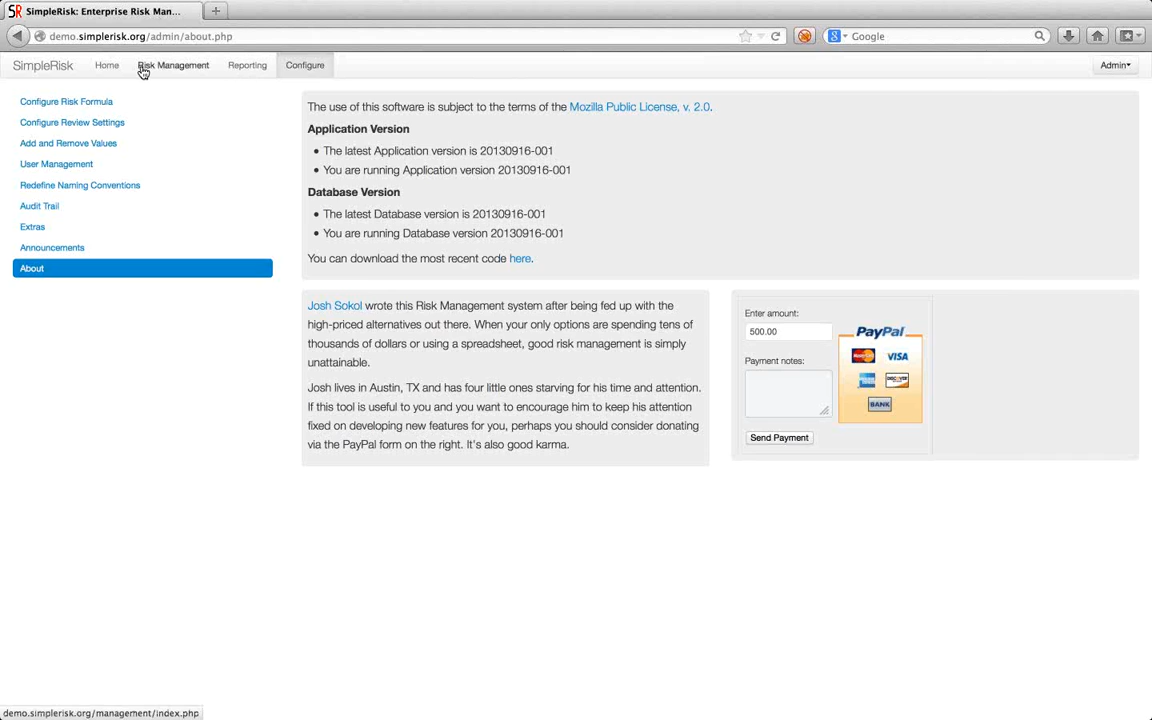 SimpleRisk: Enterprise Risk Man...
demo.simplerisk.org/admin/about.php
Google
SimpleRisk Home Risk Management Reporting Configure Admin
Configure Risk Formula
Configure Review Settings
Add and Remove Values
User Management
Redefine Naming Conventions
Audit Trail
Extras
Announcements
About
The use of this software is subject to the terms of the Mozilla Public License, v. 2.0.
Application Version
• The latest Application version is 20130916-001
• You are running Application version 20130916-001
Database Version
• The latest Database version is 20130916-001
• You are running Database version 20130916-001
You can download the most recent code here.
Josh Sokol wrote this Risk Management system after being fed up with the
high-priced alternatives out there. When your only options are spending tens of
thousands of dollars or using a spreadsheet, good risk management is simply
unattainable.
Josh lives in Austin, TX and has four little ones starving for his time and attention.
If this tool is useful to you and you want to encourage him to keep his attention
fixed on developing new features for you, perhaps you should consider donating
via the PayPal form on the right. It's also good karma.
Enter amount:
500.00
Payment notes:
Send Payment
PayPal
VISA
DISCOVER
BANK
demo.simplerisk.org/management/index.php